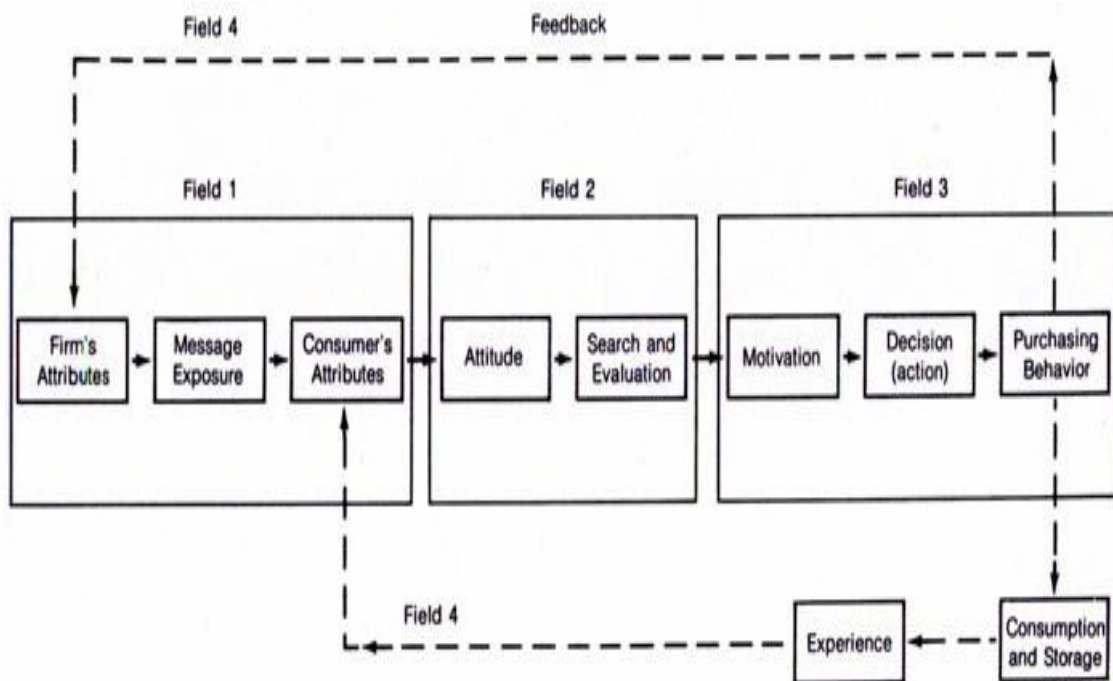 Field 4
Feedback
Field 1
Field 2
Field 3
Firm's
Attributes
Message
Exposure
Consumer's
Attributes
Attitude
Search and
Evaluation
Motivation
Decision
(action)
Purchasing
Behavior
Field 4
Experience
Consumption
and Storage